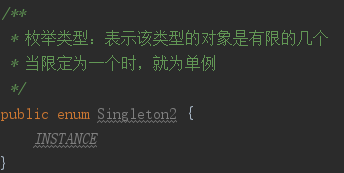 /**
* 枚举类型：表示该类型的对象是有限的几个
* 当限定为一个时，就为单例
*/
public enum Singleton2 {
INSTANCE
}